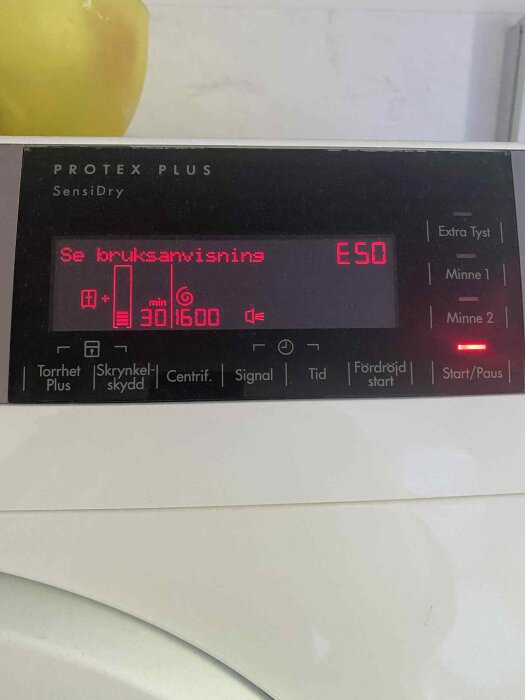 PROTEX PLUS
SensiDry
Se bruksanvisning E50
min
30 1600
Extra Tyst
Minne 1
Minne 2
Torrhet Plus
Skrynkel-skydd
Centrif.
Signal
Tid
Fördröjd start
Start/Paus